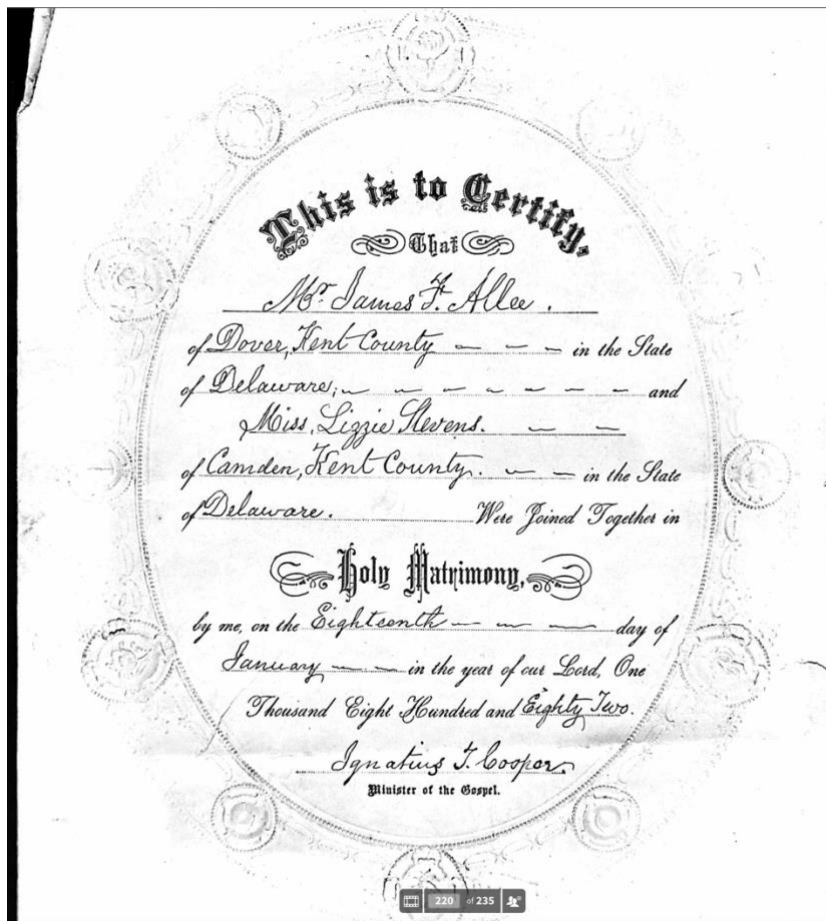 This is to Certify,
That
Mr. James F. Allee.
of Dover, Kent County in the State
of Delaware, and
Miss, Lizzie Stevens.
of Camden, Kent County. in the State
of Delaware. Were Joined Together in
Holy Matrimony,
by me, on the Eighteenth day of
January in the year of our Lord, One
Thousand Eight Hundred and Eighty Two.
Ignatius T. Cooper.
Minister of the Gospel.
220 of 235